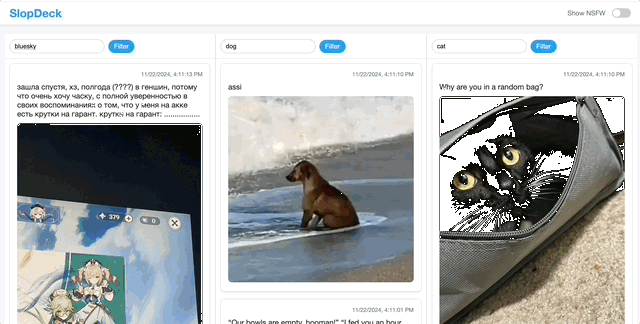 SlopDeck
Show NSFW
bluesky
Filter
dog
Filter
cat
Filter
11/22/2024, 4:11:13 PM
зашла спустя, хз, полгода (????) в геншин, потому
что очень хочу часку, с полной уверенностью в
своих воспоминаниях о том, что у меня на акке
есть крутки на гарант. крутки на гарант: ................
379
0
11/22/2024, 4:11:10 PM
assi
11/22/2024, 4:11:01 PM
"Our bowls are empty, hooman!" "I fed you an hour
11/22/2024, 4:11:10 PM
Why are you in a random bag?